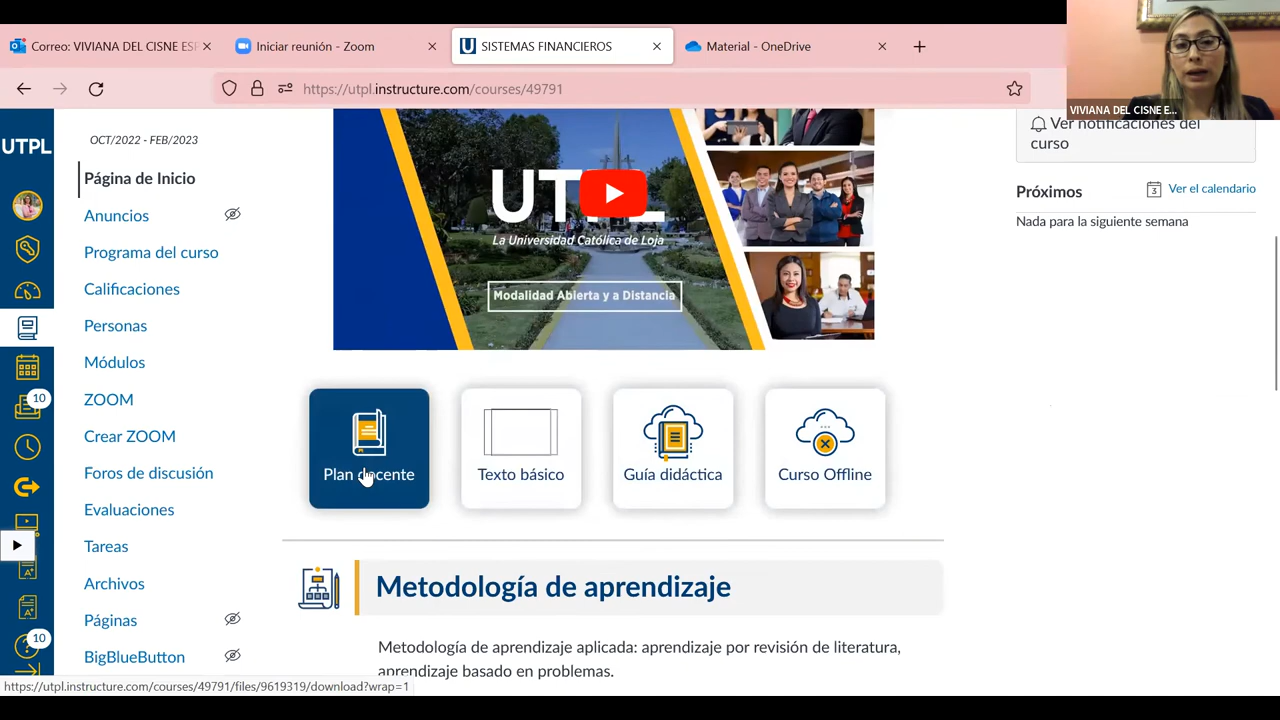 Correo: VIVIANA DEL CISNE ES
Iniciar reunión - Zoom
SISTEMAS FINANCIEROS
Material - OneDrive
https://utpl.instructure.com/courses/49791
VIVIANA DEL CISNE E...
UTPL
OCT/2022 - FEB/2023
Página de Inicio
Anuncios
Programa del curso
Calificaciones
Personas
Módulos
ZOOM
Crear ZOOM
Foros de discusión
Evaluaciones
Tareas
Archivos
Páginas
BigBlueButton
10
10
UT
La Universidad Católica de Loja
Modalidad Abierta y a Distancia
Ver notificaciones del
curso
Próximos
3
Ver el calendario
Nada para la siguiente semana
Plan docente
Texto básico
Guía didáctica
Curso Offline
Metodología de aprendizaje
Metodología de aprendizaje aplicada: aprendizaje por revisión de literatura,
aprendizaje basado en problemas.
https://utpl.instructure.com/courses/49791/files/9619319/download?wrap=1